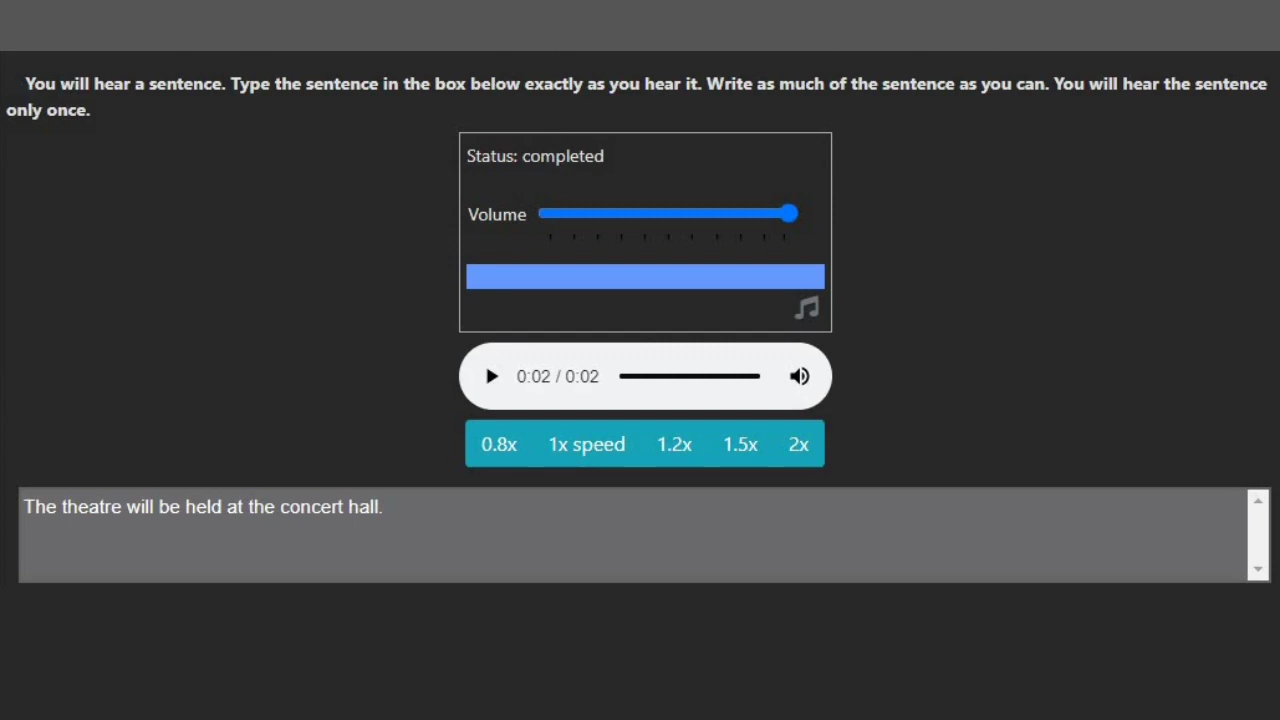 You will hear a sentence. Type the sentence in the box below exactly as you hear it. Write as much of the sentence as you can. You will hear the sentence
only once.
Status: completed
Volume
0:02 / 0:02
0.8x 1x speed 1.2x 1.5x 2x
The theatre will be held at the concert hall.